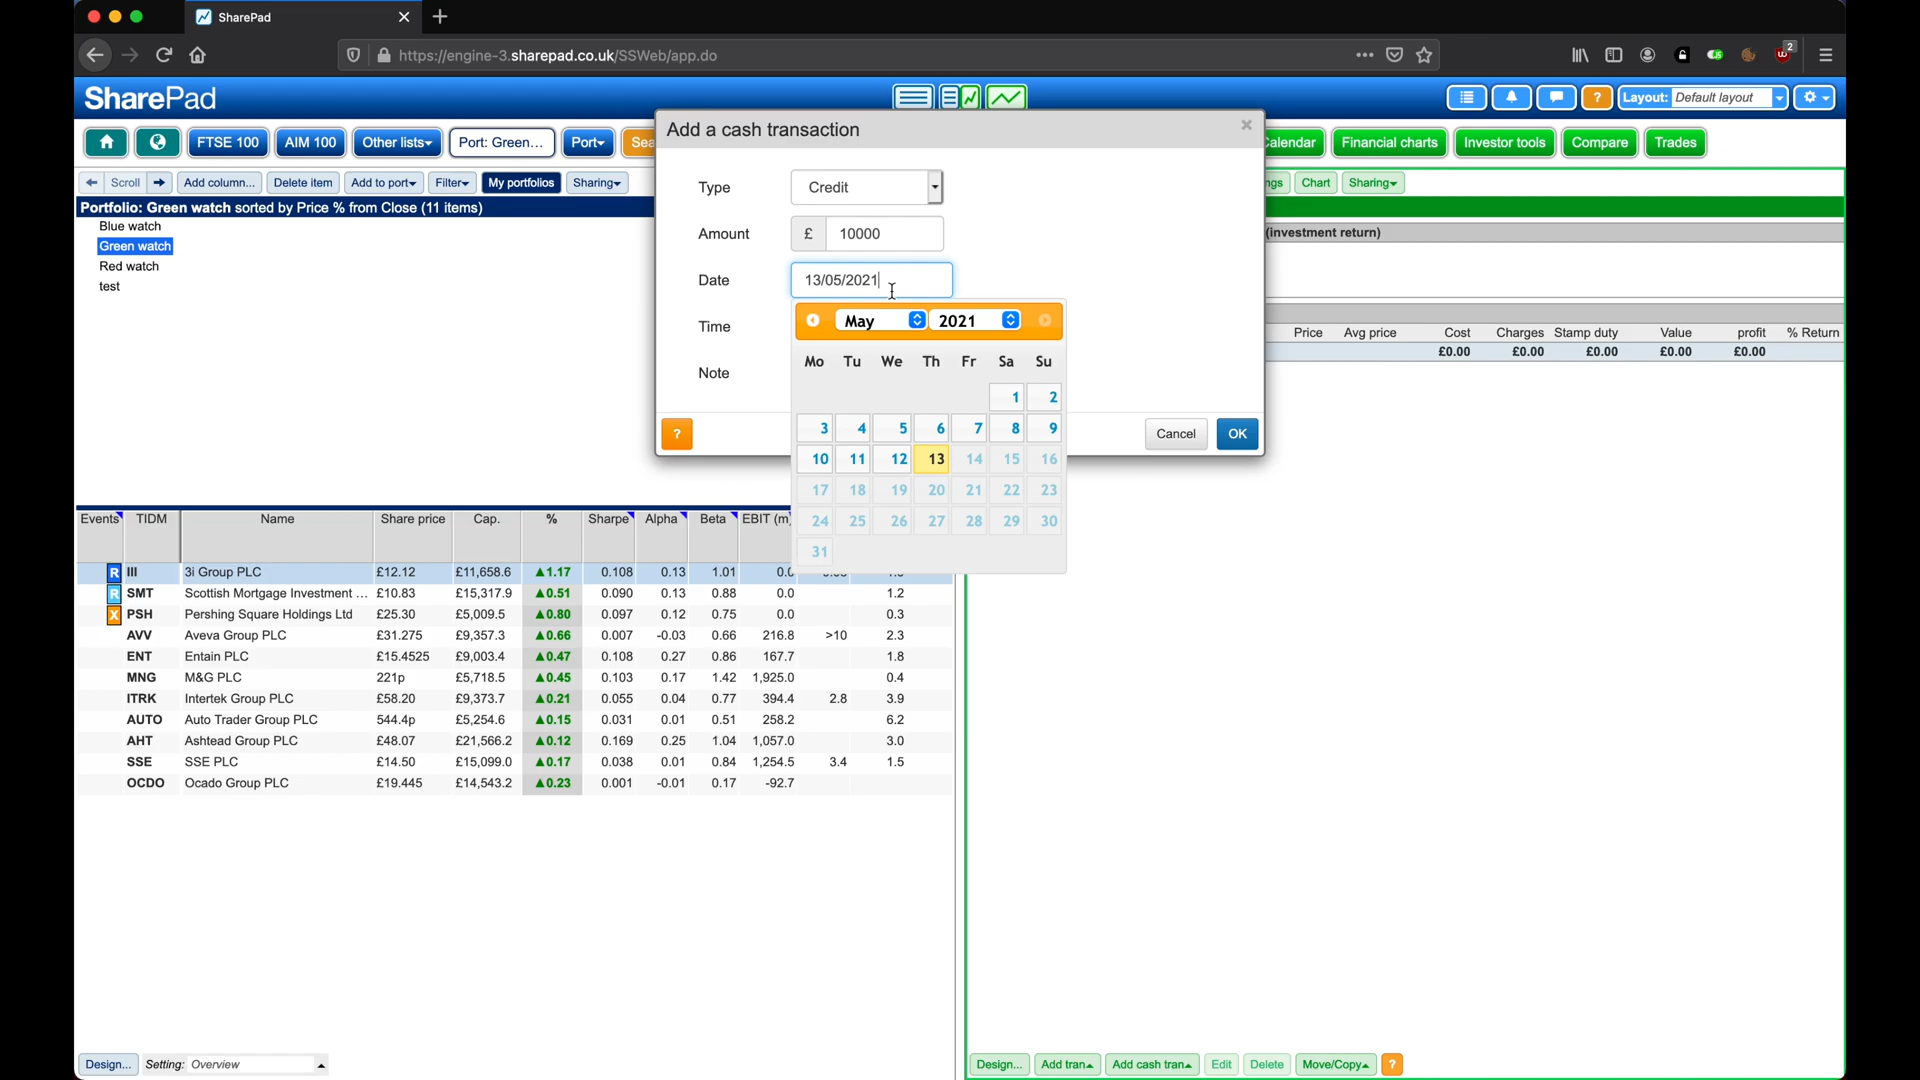 SharePad
https://engine-3.sharepad.co.uk/SSWeb/app.do
2
SharePad
Layout: Default layout
?
FTSE 100
AIM 100
Other lists
Port: Green...
Port
Calendar
Financial charts
Investor tools
Compare
Trades
Scroll
Add column...
Delete item
Add to port
Filter
My portfolios
Sharing
Chart
Sharing
Portfolio: Green watch sorted by Price % from Close (11 items)
Blue watch
Green watch
Red watch
test
Add a cash transaction
Type Credit
Amount £ 10000
Date 13/05/2021
Time
Note
May 2021
Mo Tu We Th Fr Sa Su
1 2
3 4 5 6 7 8 9
10 11 12 13 14 15 16
17 18 19 20 21 22 23
24 25 26 27 28 29 30
31
?
Cancel
OK
(investment return)
Price Avg price Cost Charges Stamp duty Value profit % Return
£0.00 £0.00 £0.00 £0.00 £0.00
Events TIDM Name Share price Cap. % Sharpe Alpha Beta EBIT (m)
R III 3i Group PLC £12.12 £11,658.6 ▲1.17 0.108 0.13 1.01 0.0
R SMT Scottish Mortgage Investment ... £10.83 £15,317.9 ▲0.51 0.090 0.13 0.88 0.0 1.2
X PSH Pershing Square Holdings Ltd £25.30 £5,009.5 ▲0.80 0.097 0.12 0.75 0.0 0.3
AVV Aveva Group PLC £31.275 £9,357.3 ▲0.66 0.007 -0.03 0.66 216.8 >10 2.3
ENT Entain PLC £15.4525 £9,003.4 ▲0.47 0.108 0.27 0.86 167.7 1.8
MNG M&G PLC 221p £5,718.5 ▲0.45 0.103 0.17 1.42 1,925.0 0.4
ITRK Intertek Group PLC £58.20 £9,373.7 ▲0.21 0.055 0.04 0.77 394.4 2.8 3.9
AUTO Auto Trader Group PLC 544.4p £5,254.6 ▲0.15 0.031 0.01 0.51 258.2 6.2
AHT Ashtead Group PLC £48.07 £21,566.2 ▲0.12 0.169 0.25 1.04 1,057.0 3.0
SSE SSE PLC £14.50 £15,099.0 ▲0.17 0.038 0.01 0.84 1,254.5 3.4 1.5
OCDO Ocado Group PLC £19.445 £14,543.2 ▲0.23 0.001 -0.01 0.17 -92.7
Design...
Setting: Overview
Design...
Add tran
Add cash tran
Edit
Delete
Move/Copy
?